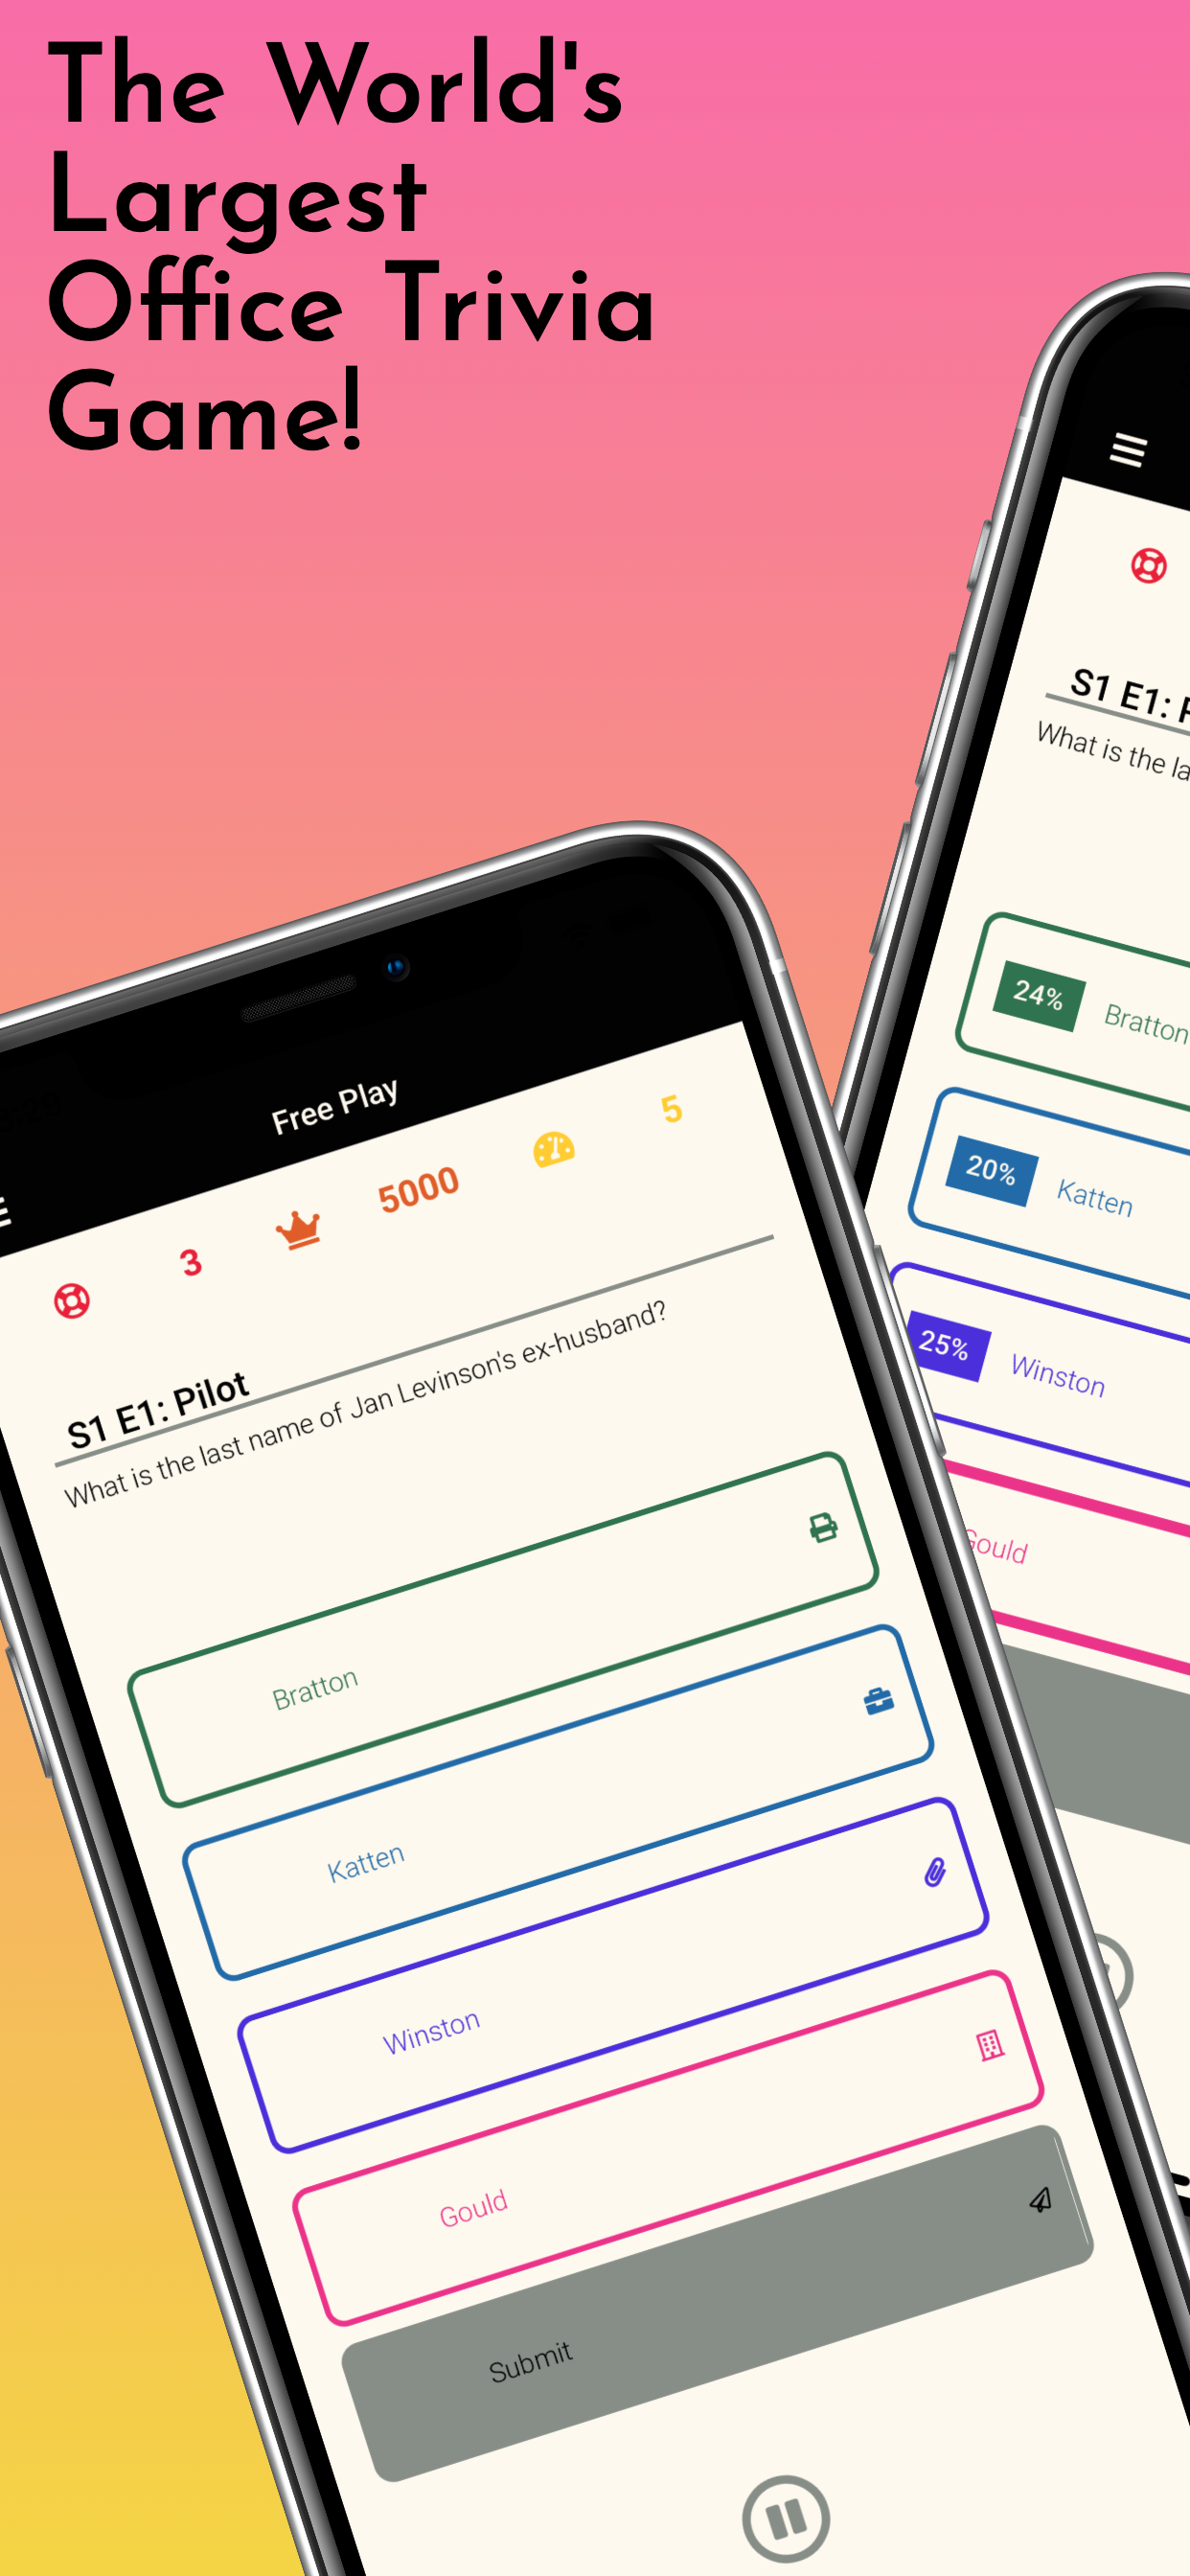 The World's
Largest
Office Trivia
Game!
Free Play
3
5000
5
S1 E1: Pilot
What is the last name of Jan Levinson's ex-husband?
Bratton
Katten
Winston
Gould
Submit
S1 E1:
What is the
24% Bratton
20% Katten
25% Winston
Gould